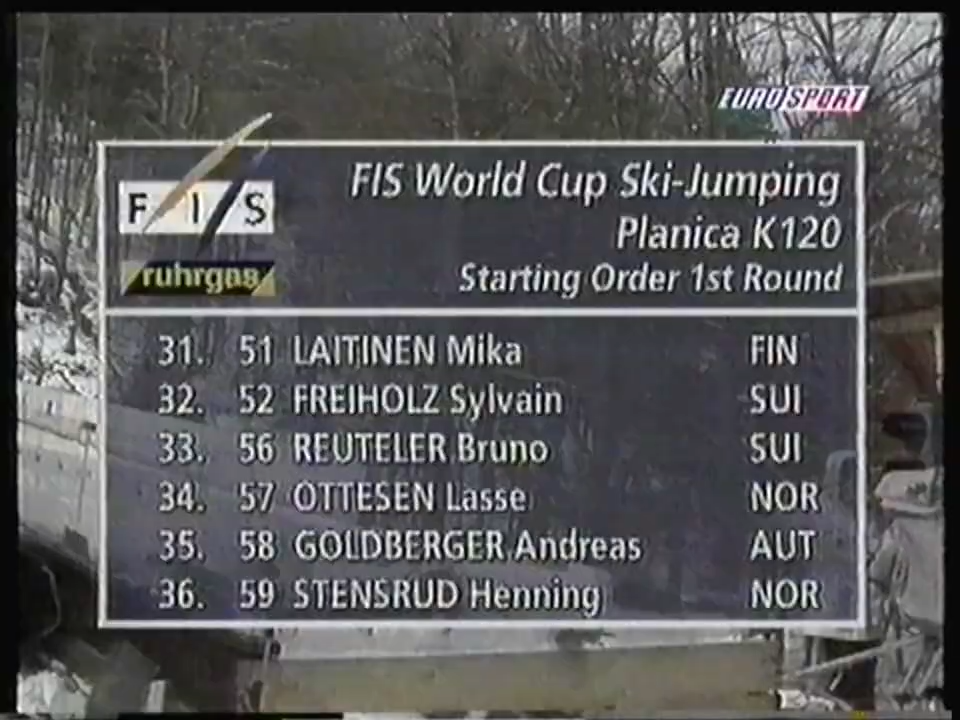 EUROSPORT
FIS
ruhrgas
FIS World Cup Ski-Jumping
Planica K120
Starting Order 1st Round
31. 51 LAITINEN Mika FIN
32. 52 FREIHOLZ Sylvain SUI
33. 56 REUTELER Bruno SUI
34. 57 OTTESEN Lasse NOR
35. 58 GOLDBERGER Andreas AUT
36. 59 STENSRUD Henning NOR